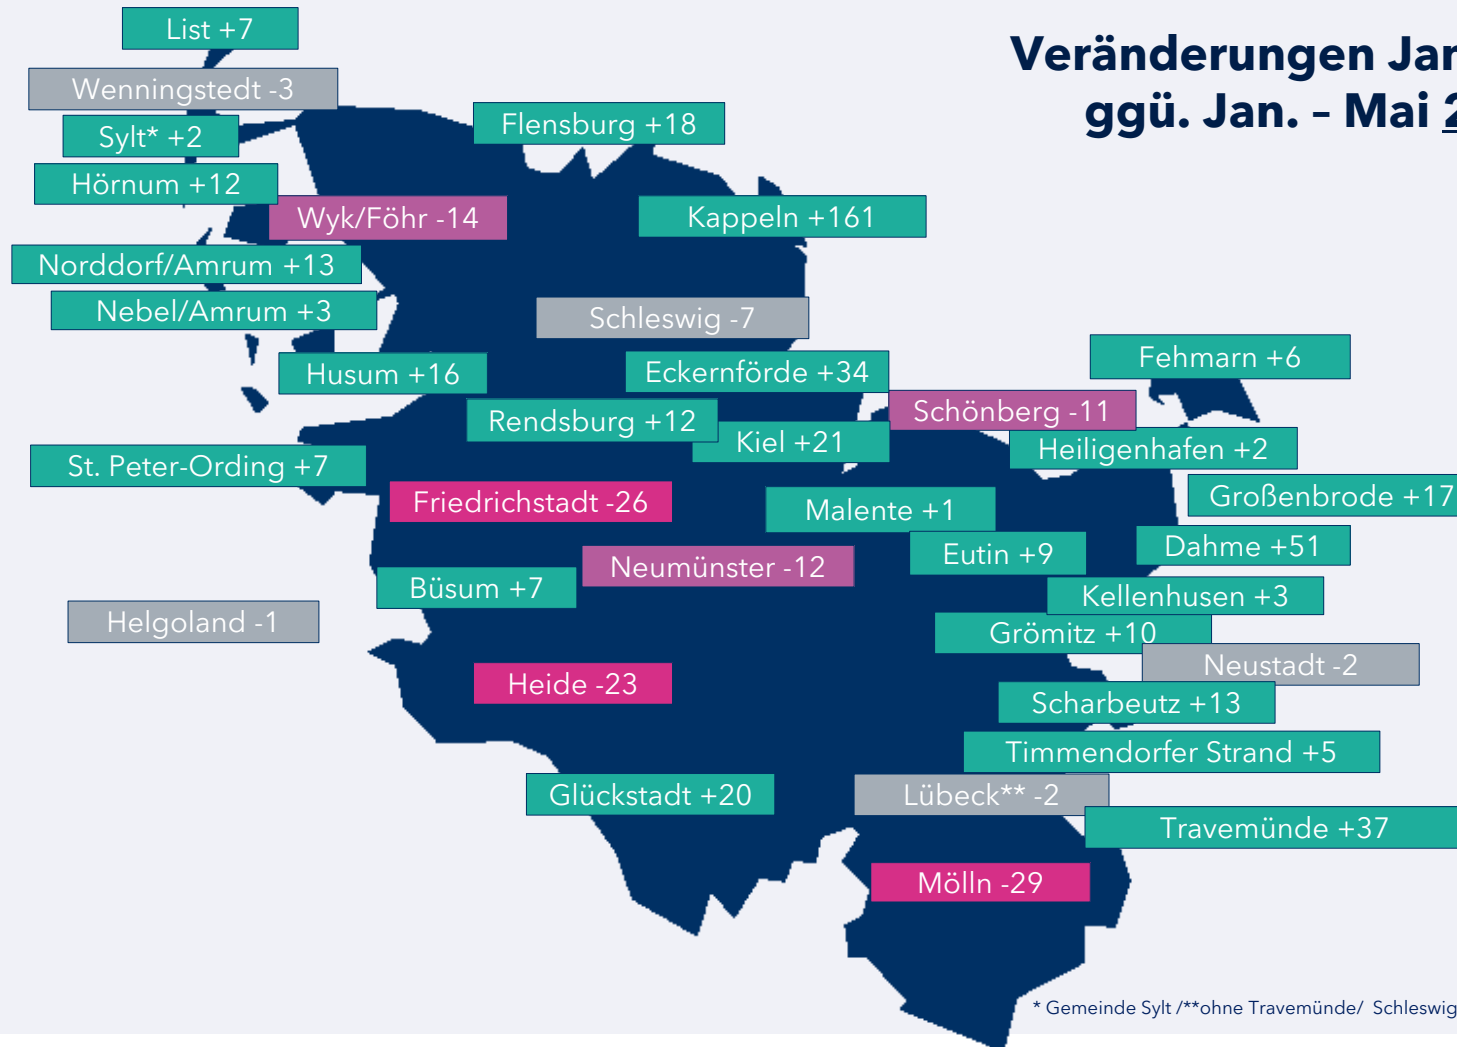 List +7
Veränderungen Jan
Wenningstedt -3
ggü. Jan. – Mai 2
Flensburg +18
Sylt* +2
Hörnum +12
Wyk/Föhr -14
Kappeln +161
Norddorf/Amrum +13
Nebel/Amrum +3
Schleswig -7
Fehmarn +6
Husum +16
Eckernförde +34
Schönberg -11
Rendsburg +12
Kiel +21
Heiligenhafen +2
St. Peter-Ording +7
Großenbrode +17
Friedrichstadt -26
Malente +1
Dahme +51
Eutin +9
Neumünster -12
Büsum +7
Kellenhusen +3
Helgoland -1
Grömitz +10
Neustadt -2
Heide -23
Scharbeutz +13
Timmendorfer Strand +5
Glückstadt +20
Lübeck** -2
Travemünde +37
Mölln -29
* Gemeinde Sylt /**ohne Travemünde/ Schleswig